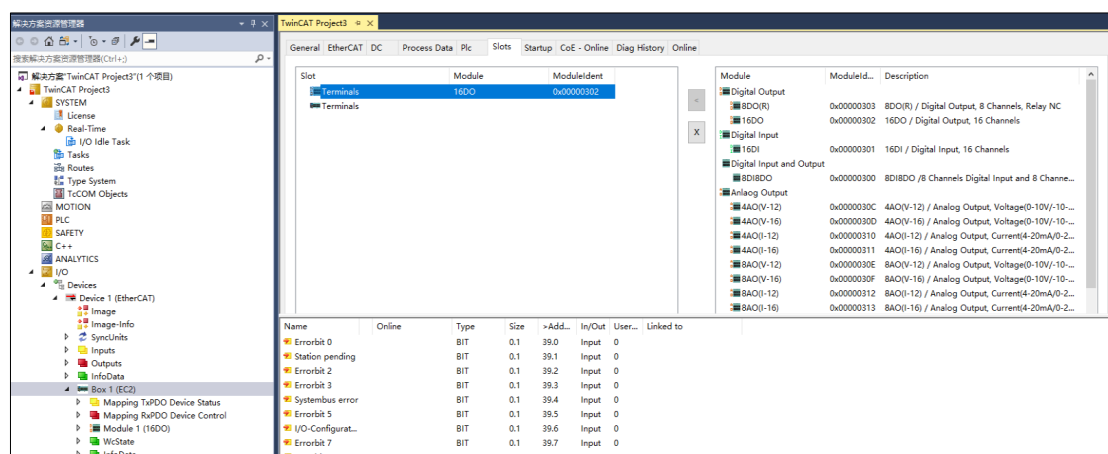 解决方案资源管理器
搜索解决方案资源管理器(Ctrl+;)
解决方案"TwinCAT Project3"(1 个项目)
TwinCAT Project3
SYSTEM
License
Real-Time
I/O Idle Task
Tasks
Routes
Type System
TcCOM Objects
MOTION
PLC
SAFETY
C++
ANALYTICS
I/O
Devices
Device 1 (EtherCAT)
Image
Image-Info
SyncUnits
Inputs
Outputs
InfoData
Box 1 (EC2)
Mapping TxPDO Device Status
Mapping RxPDO Device Control
Module 1 (16DO)
WcState
InfoData
TwinCAT Project3
General EtherCAT DC Process Data Plc Slots Startup CoE - Online Diag History Online
Slot Module ModuleIdent
Terminals 16DO 0x00000302
Terminals
<
X
Module ModuleId... Description
Digital Output
8DO(R) 0x00000303 8DO(R) / Digital Output, 8 Channels, Relay NC
16DO 0x00000302 16DO / Digital Output, 16 Channels
Digital Input
16DI 0x00000301 16DI / Digital Input, 16 Channels
Digital Input and Output
8DI8DO 0x00000300 8DI8DO /8 Channels Digital Input and 8 Channe...
Anlaog Output
4AO(V-12) 0x0000030C 4AO(V-12) / Analog Output, Voltage(0-10V/-10-...
4AO(V-16) 0x0000030D 4AO(V-16) / Analog Output, Voltage(0-10V/-10-...
4AO(I-12) 0x00000310 4AO(I-12) / Analog Output, Current(4-20mA/0-2...
4AO(I-16) 0x00000311 4AO(I-16) / Analog Output, Current(4-20mA/0-2...
8AO(V-12) 0x0000030E 8AO(V-12) / Analog Output, Voltage(0-10V/-10-...
8AO(V-16) 0x0000030F 8AO(V-16) / Analog Output, Voltage(0-10V/-10-...
8AO(I-12) 0x00000312 8AO(I-12) / Analog Output, Current(4-20mA/0-2...
8AO(I-16) 0x00000313 8AO(I-16) / Analog Output, Current(4-20mA/0-2...
Name Online Type Size >Add... In/Out User... Linked to
Errorbit 0 BIT 0.1 39.0 Input 0
Station pending BIT 0.1 39.1 Input 0
Errorbit 2 BIT 0.1 39.2 Input 0
Errorbit 3 BIT 0.1 39.3 Input 0
Systembus error BIT 0.1 39.4 Input 0
Errorbit 5 BIT 0.1 39.5 Input 0
I/O-Configurat... BIT 0.1 39.6 Input 0
Errorbit 7 BIT 0.1 39.7 Input 0